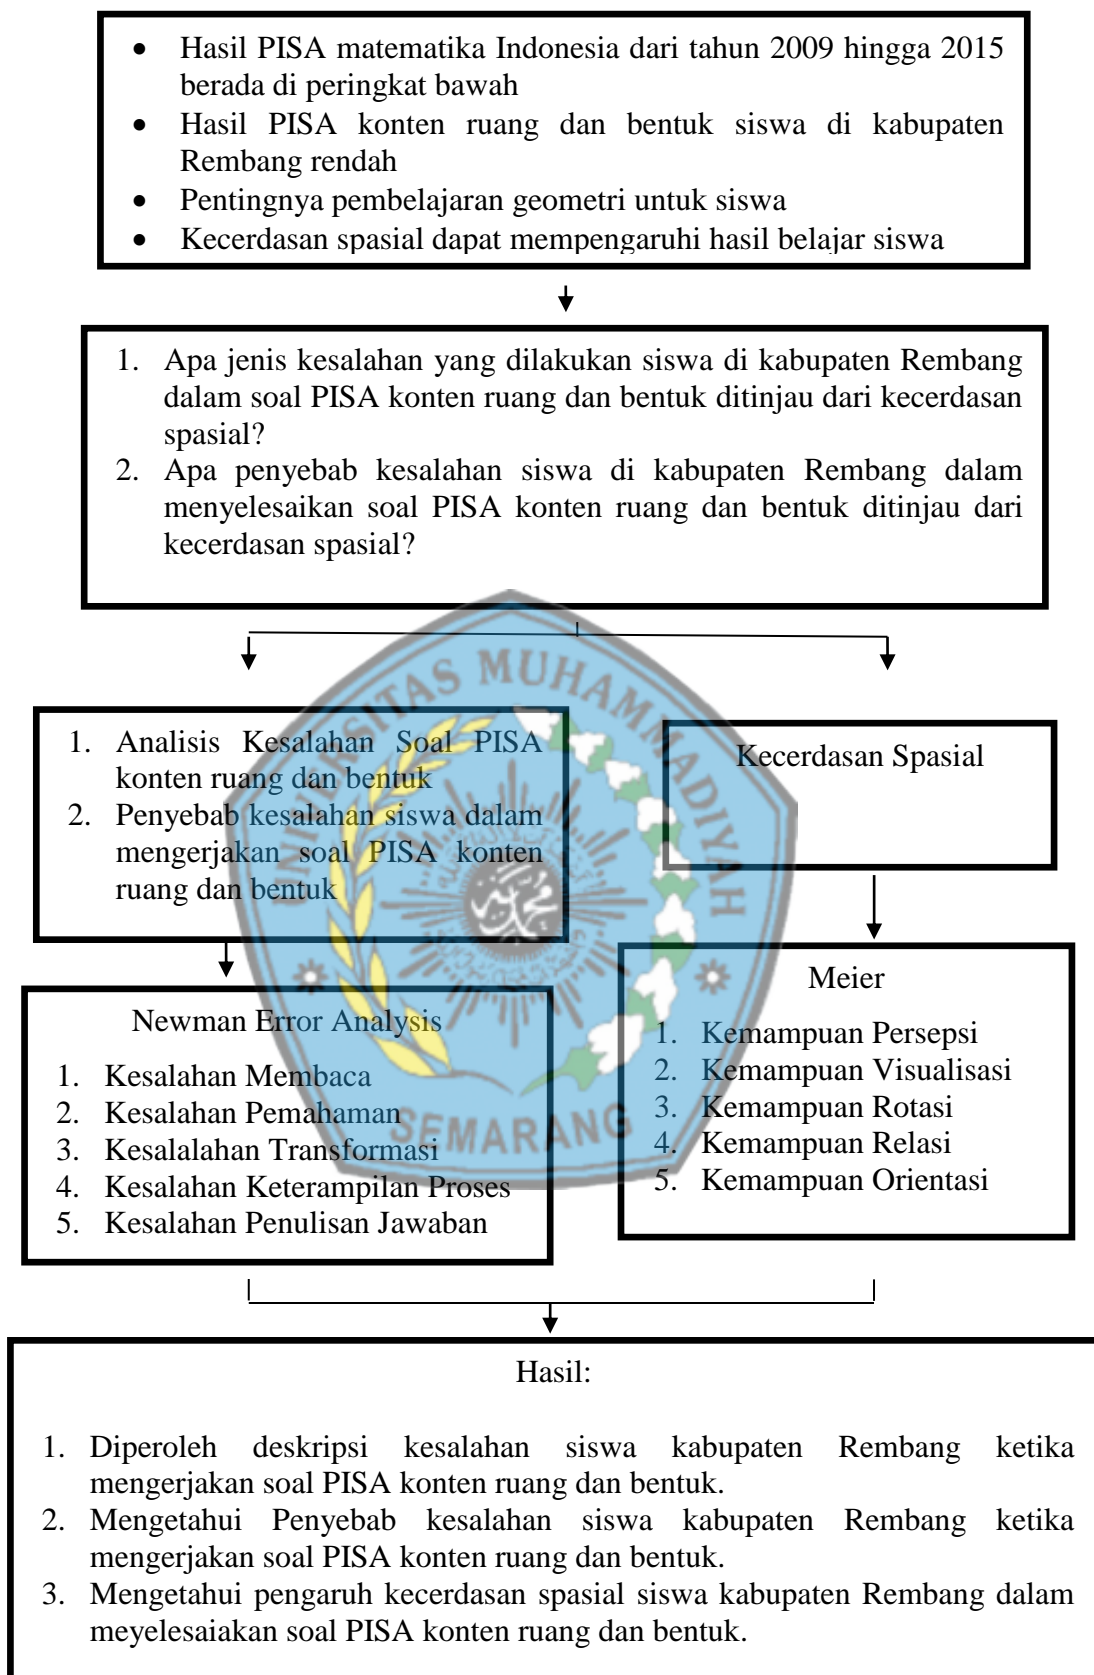 • Hasil PISA matematika Indonesia dari tahun 2009 hingga 2015
berada di peringkat bawah
• Hasil PISA konten ruang dan bentuk siswa di kabupaten
Rembang rendah
• Pentingnya pembelajaran geometri untuk siswa
• Kecerdasan spasial dapat mempengaruhi hasil belajar siswa
1. Apa jenis kesalahan yang dilakukan siswa di kabupaten Rembang
dalam soal PISA konten ruang dan bentuk ditinjau dari kecerdasan
spasial?
2. Apa penyebab kesalahan siswa di kabupaten Rembang dalam
menyelesaikan soal PISA konten ruang dan bentuk ditinjau dari
kecerdasan spasial?
UNIVERSITAS MUHAMMADIYAH
SEMARANG
1. Analisis Kesalahan Soal PISA
konten ruang dan bentuk
2. Penyebab kesalahan siswa dalam
mengerjakan soal PISA konten
ruang dan bentuk
Kecerdasan Spasial
Newman Error Analysis
1. Kesalahan Membaca
2. Kesalahan Pemahaman
3. Kesalalahan Transformasi
4. Kesalahan Keterampilan Proses
5. Kesalahan Penulisan Jawaban
Meier
1. Kemampuan Persepsi
2. Kemampuan Visualisasi
3. Kemampuan Rotasi
4. Kemampuan Relasi
5. Kemampuan Orientasi
Hasil:
1. Diperoleh deskripsi kesalahan siswa kabupaten Rembang ketika
mengerjakan soal PISA konten ruang dan bentuk.
2. Mengetahui Penyebab kesalahan siswa kabupaten Rembang ketika
mengerjakan soal PISA konten ruang dan bentuk.
3. Mengetahui pengaruh kecerdasan spasial siswa kabupaten Rembang dalam
meyelesaiakan soal PISA konten ruang dan bentuk.